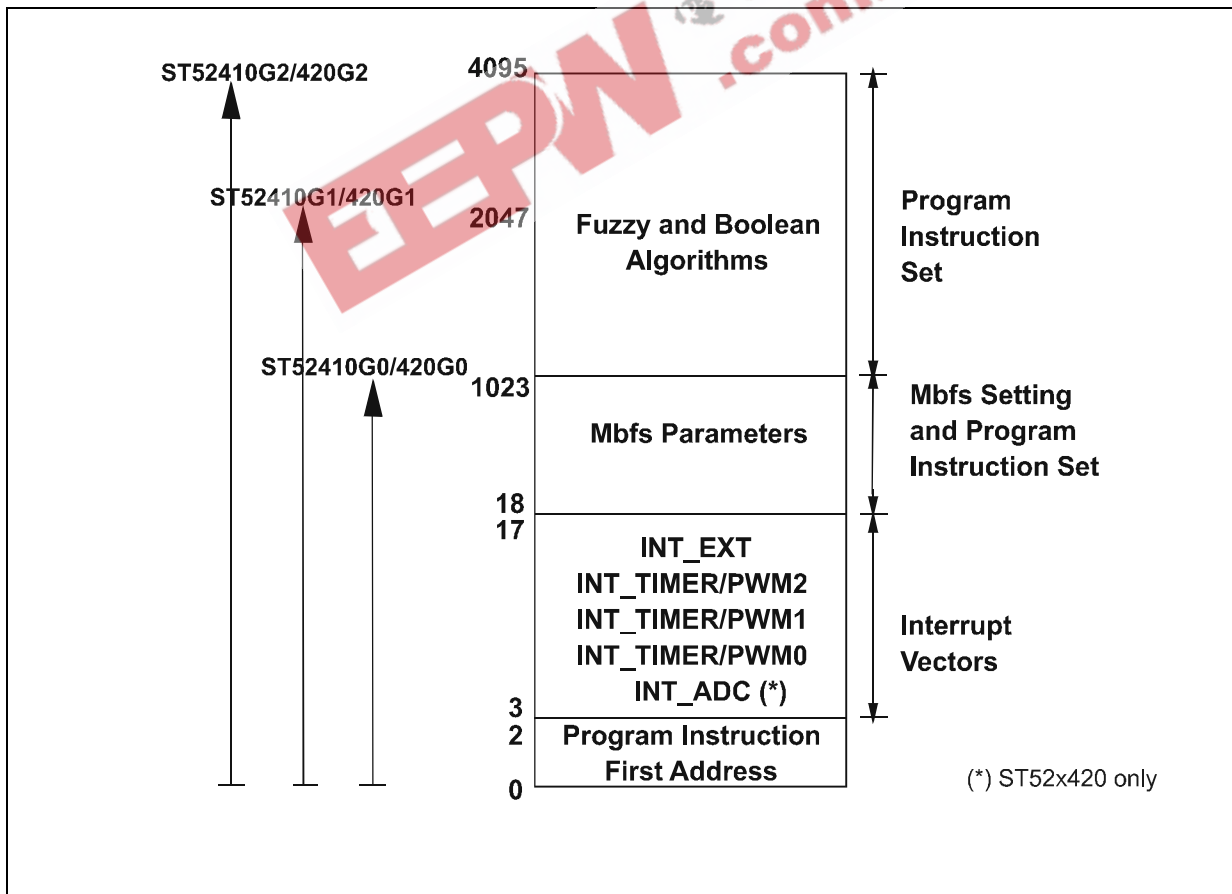 EEPW
.com.
ST52410G2/420G2
4095
ST52410G1/420G1
2047
Fuzzy and Boolean
Algorithms
Program
Instruction
Set
ST52410G0/420G0
1023
Mbfs Parameters
Mbfs Setting
and Program
Instruction Set
18
17
INT_EXT
INT_TIMER/PWM2
INT_TIMER/PWM1
INT_TIMER/PWM0
INT_ADC (*)
Interrupt
Vectors
3
2
Program Instruction
First Address
0
(*) ST52x420 only